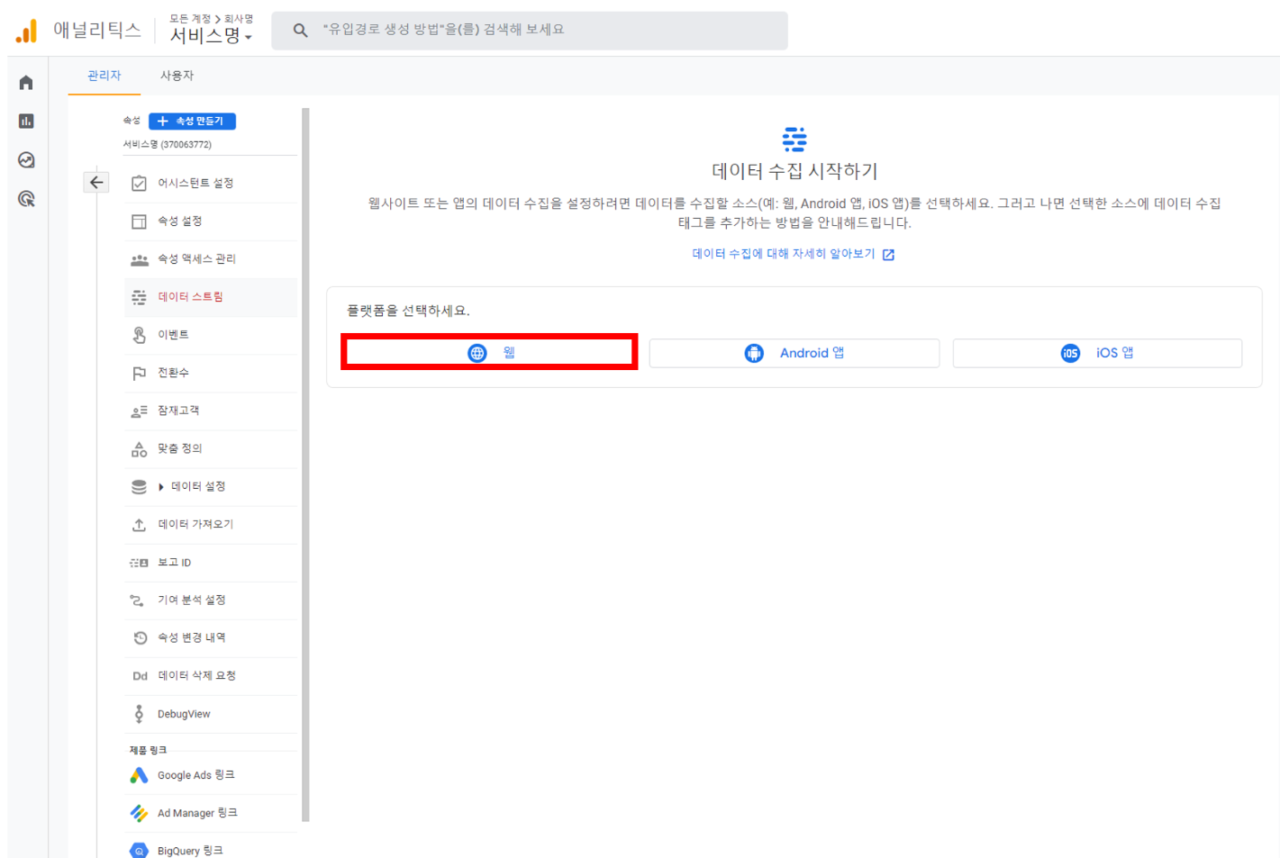 애널리틱스
모든 계정 > 회사명
서비스명
"유입경로 생성 방법"을(를) 검색해 보세요
관리자 사용자
속성 + 속성 만들기
서비스명 (370063772)
어시스턴트 설정
속성 설정
속성 액세스 관리
데이터 스트림
이벤트
전환수
잠재고객
맞춤 정의
데이터 설정
데이터 가져오기
보고 ID
기여 분석 설정
속성 변경 내역
Dd 데이터 삭제 요청
DebugView
제품 링크
Google Ads 링크
Ad Manager 링크
BigQuery 링크
데이터 수집 시작하기
웹사이트 또는 앱의 데이터 수집을 설정하려면 데이터를 수집할 소스(예: 웹, Android 앱, iOS 앱)를 선택하세요. 그러고 나면 선택한 소스에 데이터 수집
태그를 추가하는 방법을 안내해드립니다.
데이터 수집에 대해 자세히 알아보기
플랫폼을 선택하세요.
웹
Android 앱
iOS iOS 앱